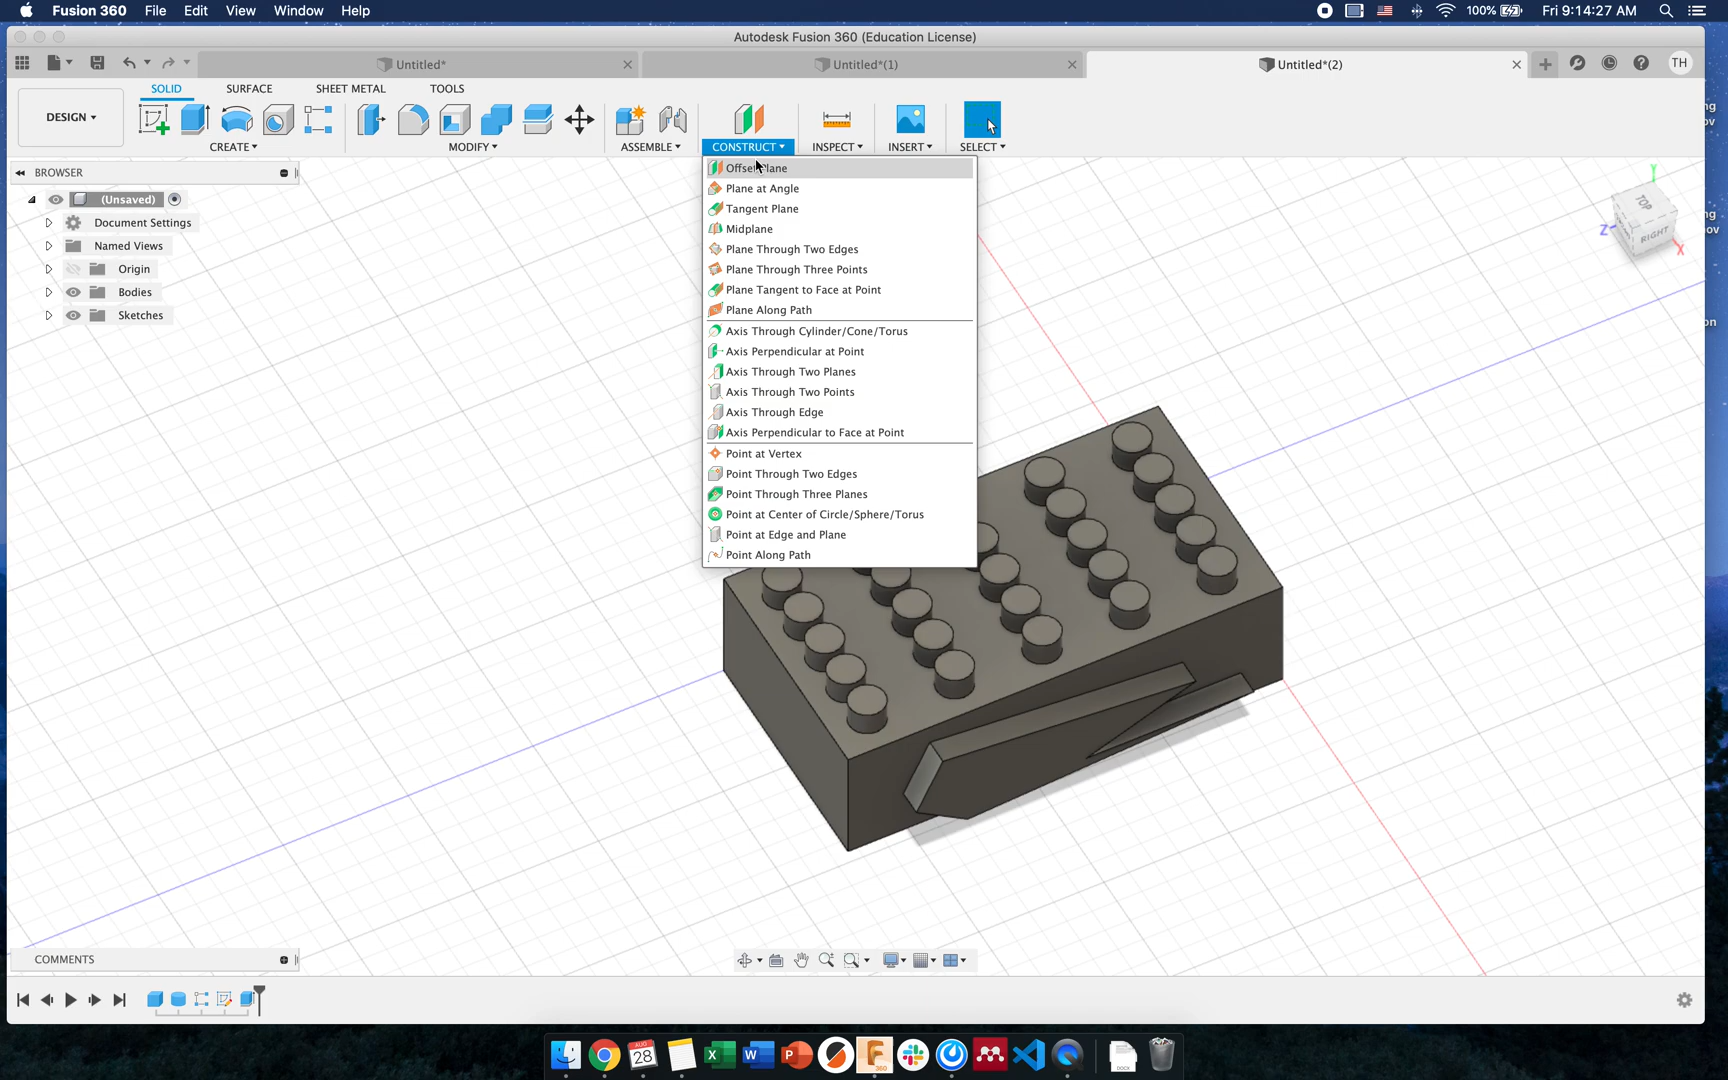 Fusion 360 File Edit View Window Help 100% Fri 9:14:27 AM
Autodesk Fusion 360 (Education License)
Untitled* Untitled*(1) Untitled*(2) TH
SOLID SURFACE SHEET METAL TOOLS
DESIGN
CREATE MODIFY ASSEMBLE CONSTRUCT INSPECT INSERT SELECT
BROWSER
(Unsaved)
Document Settings
Named Views
Origin
Bodies
Sketches
Offset Plane
Plane at Angle
Tangent Plane
Midplane
Plane Through Two Edges
Plane Through Three Points
Plane Tangent to Face at Point
Plane Along Path
Axis Through Cylinder/Cone/Torus
Axis Perpendicular at Point
Axis Through Two Planes
Axis Through Two Points
Axis Through Edge
Axis Perpendicular to Face at Point
Point at Vertex
Point Through Two Edges
Point Through Three Planes
Point at Center of Circle/Sphere/Torus
Point at Edge and Plane
Point Along Path
Y
TOP
Z RIGHT X
COMMENTS
AUG
28
360
DOCX